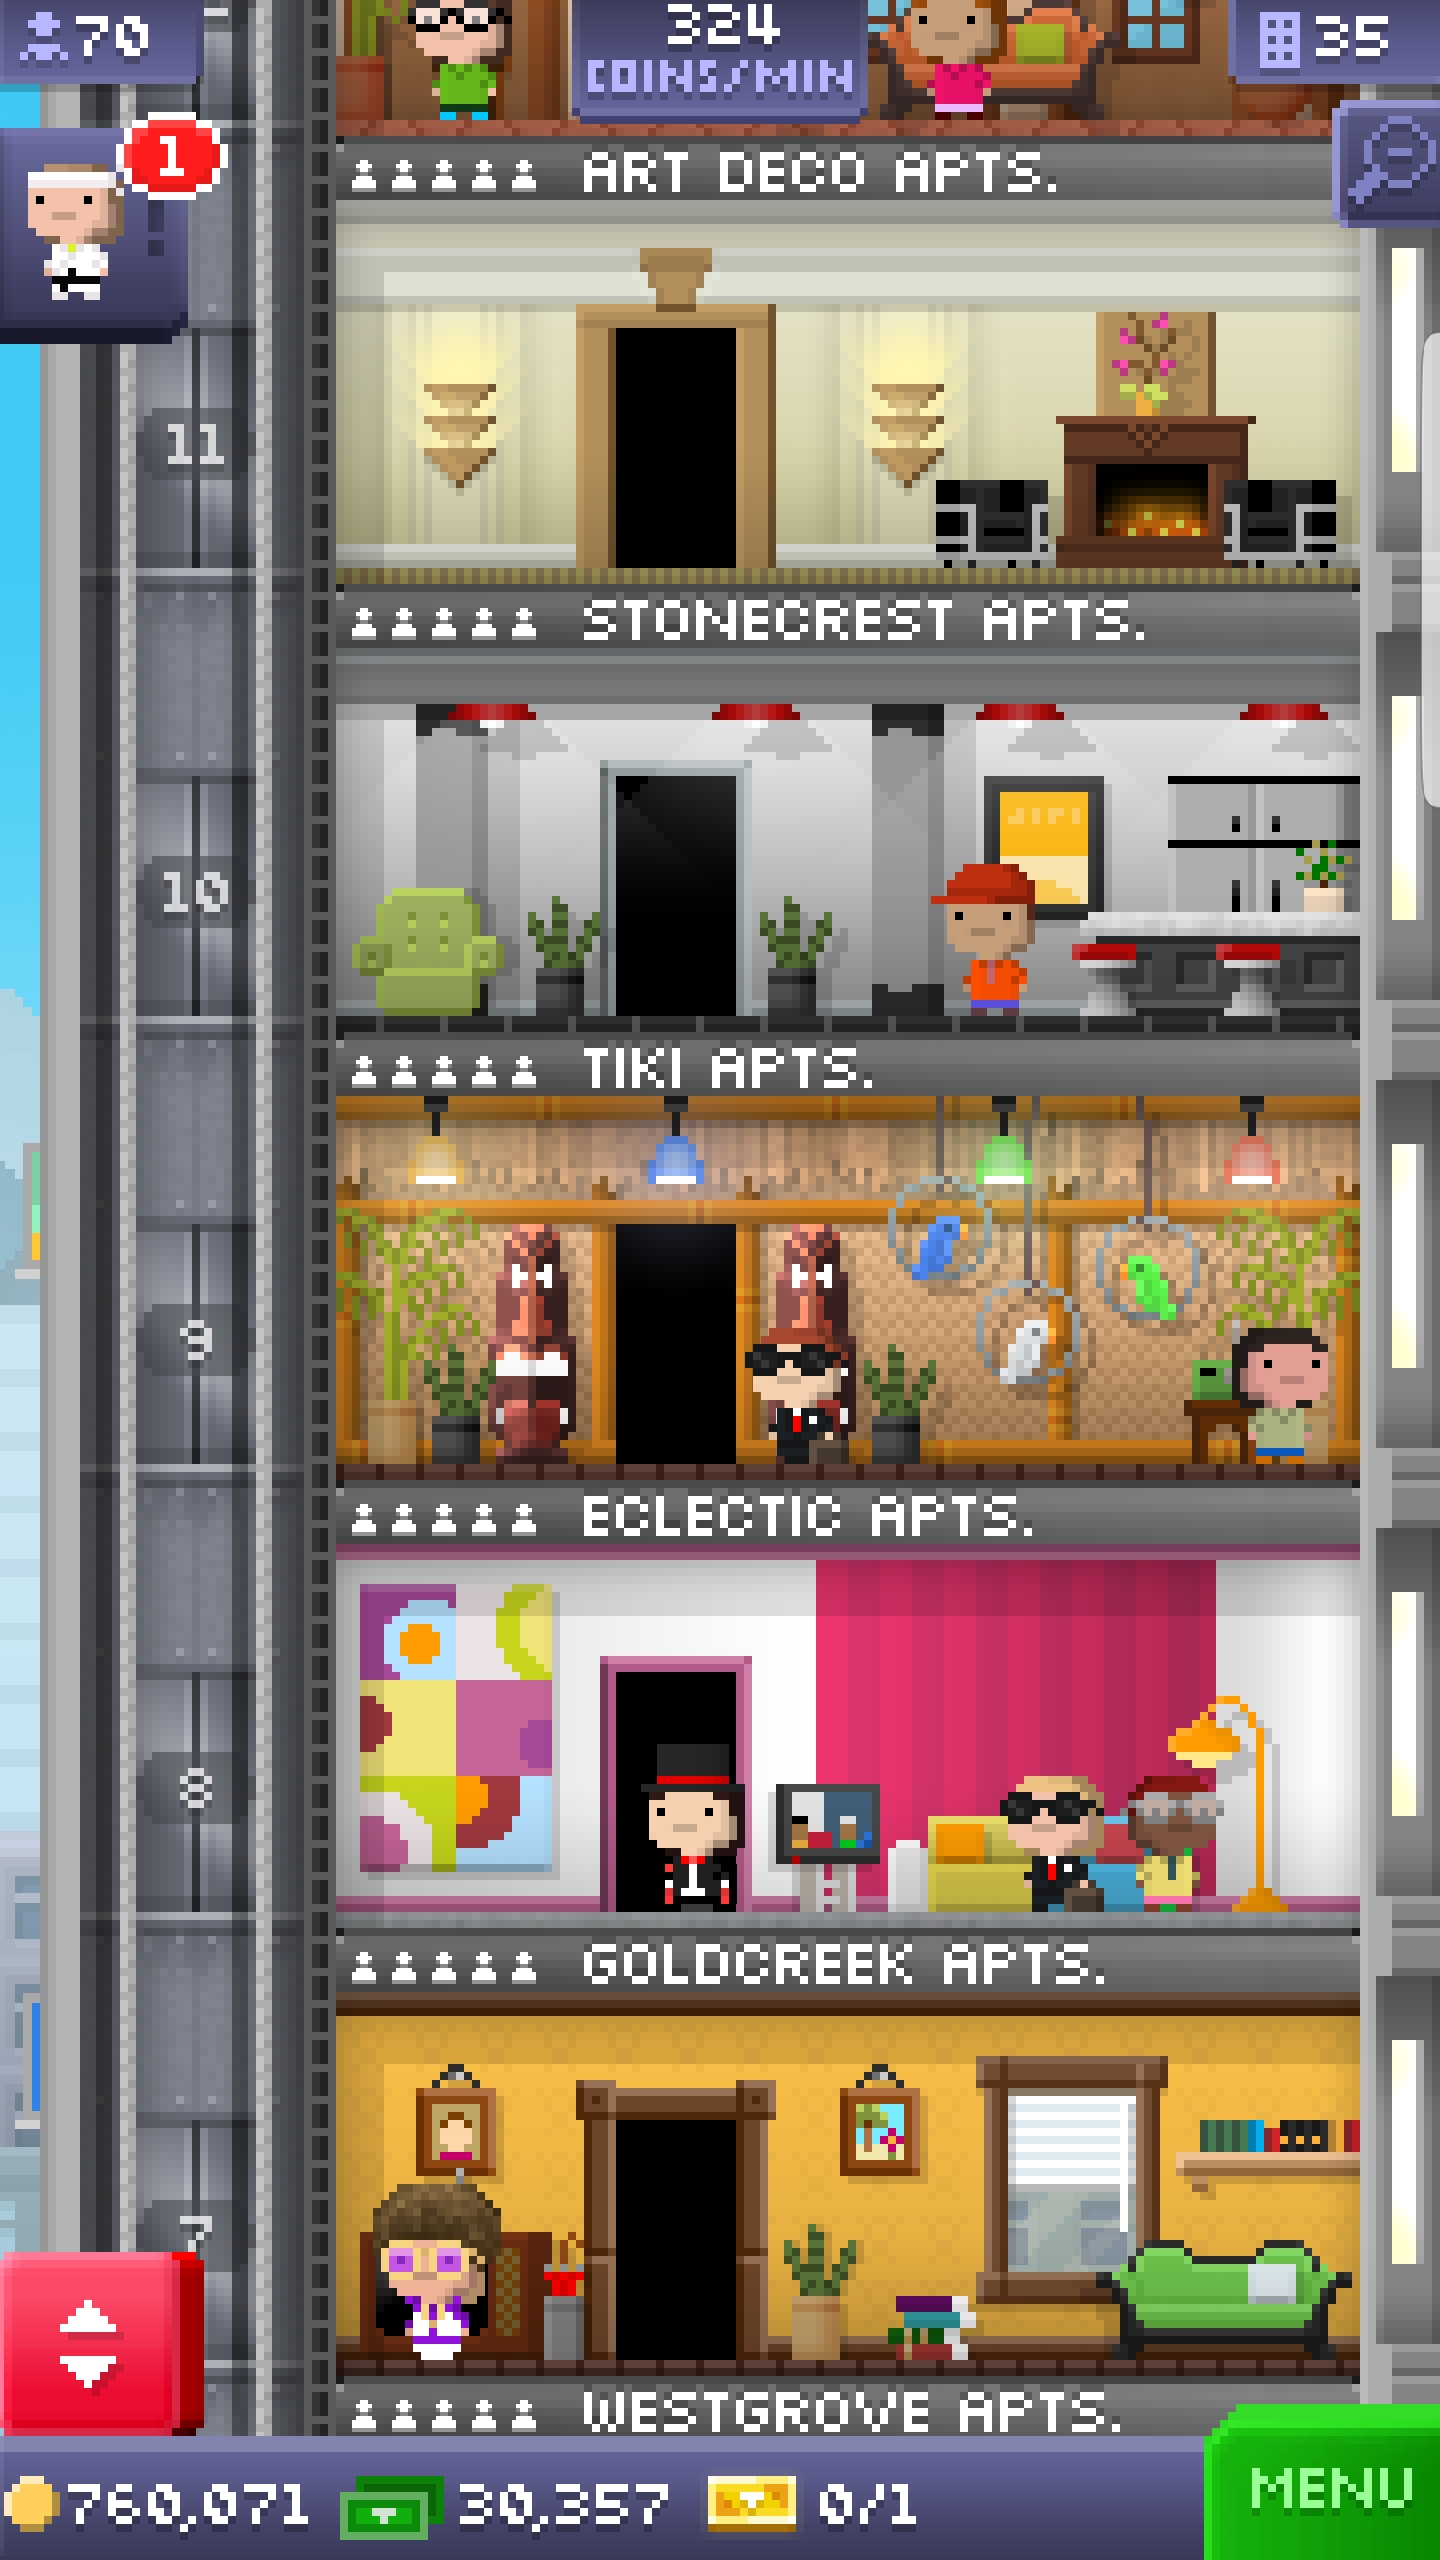 70
324
COINS/MIN
35
1
ART DECO APTS.
11
STONECREST APTS.
10
TIKI APTS.
9
ECLECTIC APTS.
8
GOLDCREEK APTS.
7
WESTGROVE APTS.
760,071
30,357
0/1
MENU